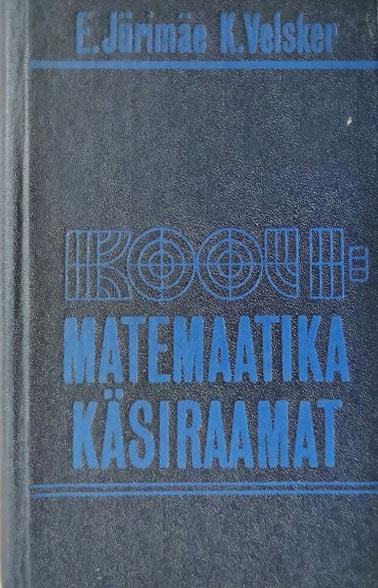 E. Jürimäe K. Velsker
KOOLI-
MATEMAATIKA
KÄSIRAAMAT